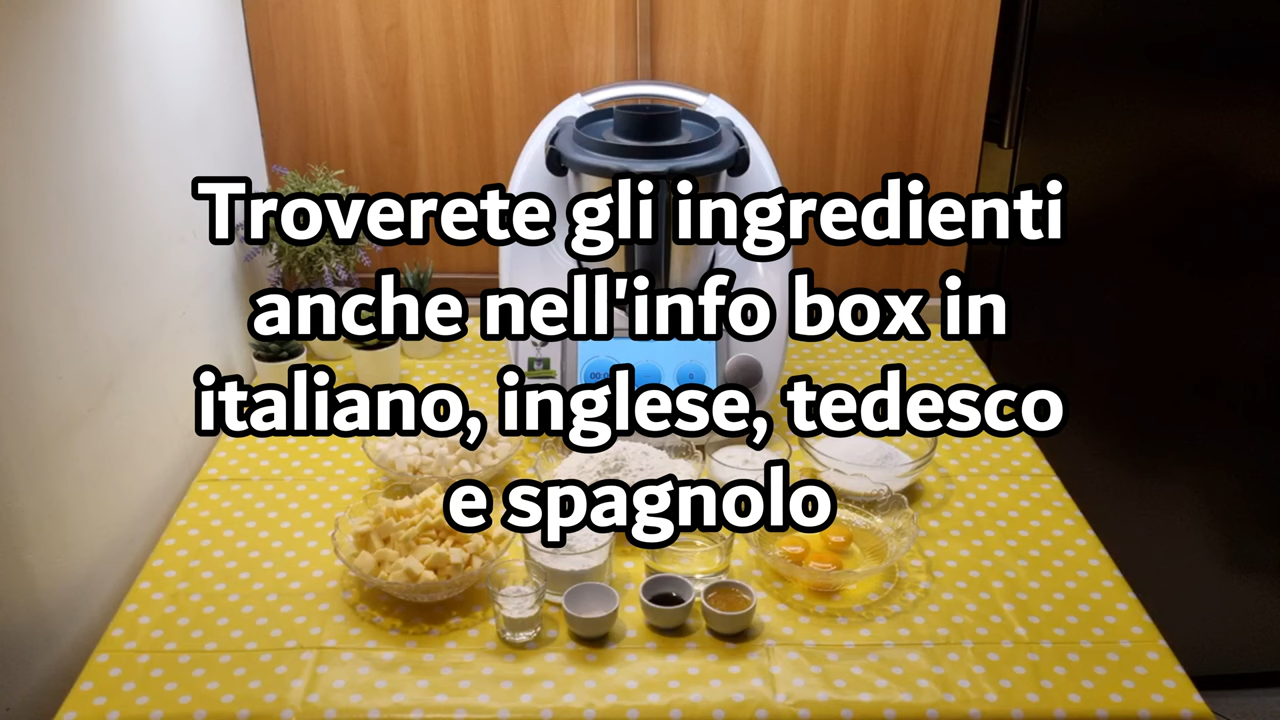 Troverete gli ingredienti
anche nell'info box in
italiano, inglese, tedesco
e spagnolo